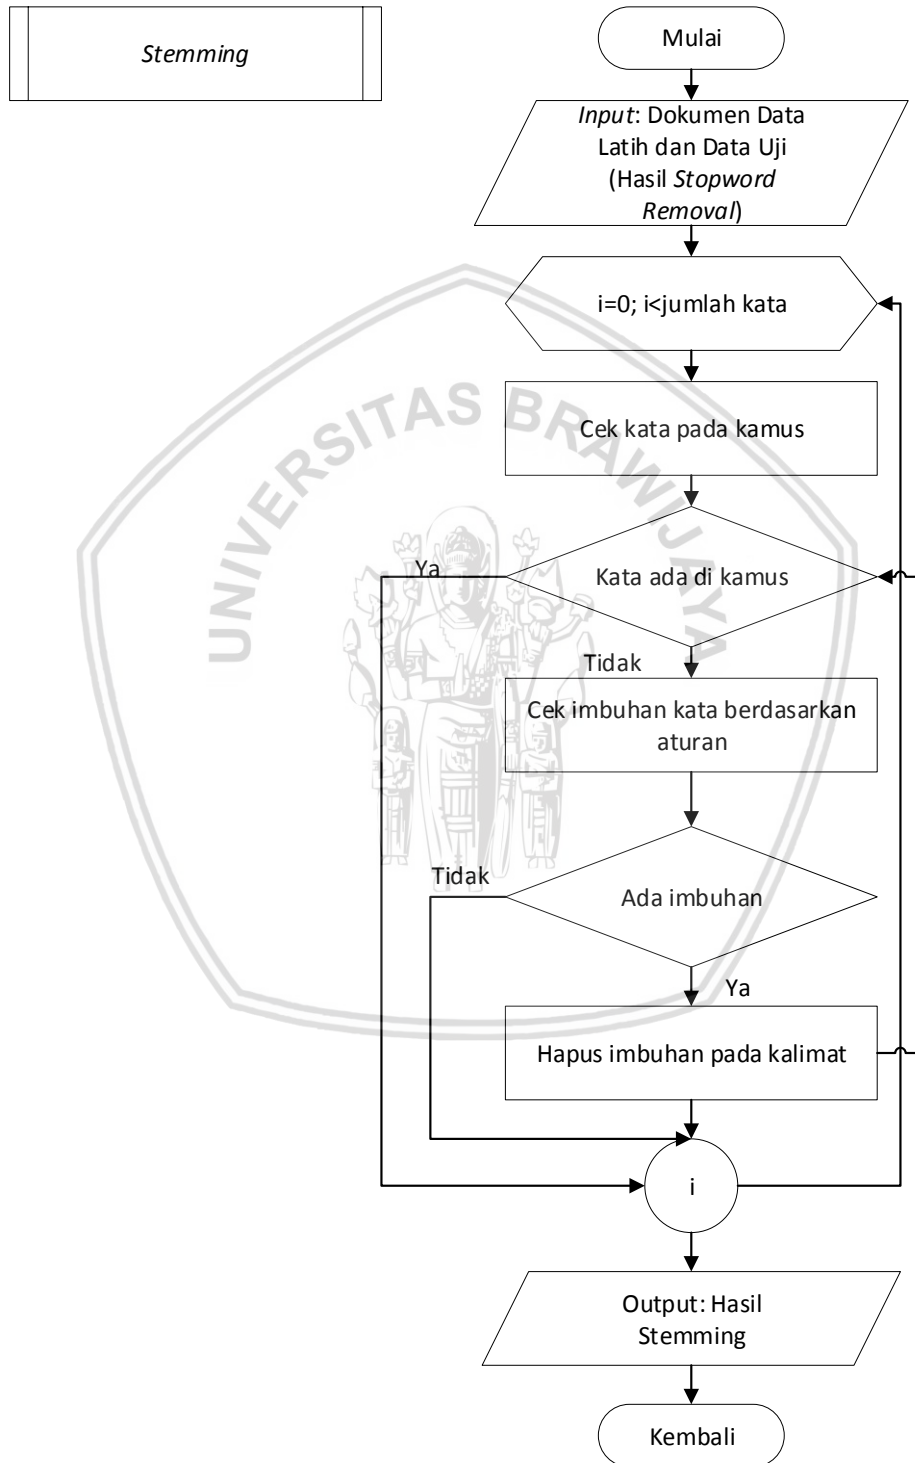 Stemming
Mulai
Input: Dokumen Data
Latih dan Data Uji
(Hasil Stopword
Removal)
i=0; i<jumlah kata
Cek kata pada kamus
Kata ada di kamus
Ya
Tidak
Cek imbuhan kata berdasarkan
aturan
Ada imbuhan
Tidak
Ya
Hapus imbuhan pada kalimat
i
Output: Hasil
Stemming
Kembali
UNIVERSITAS BRAWIJAYA